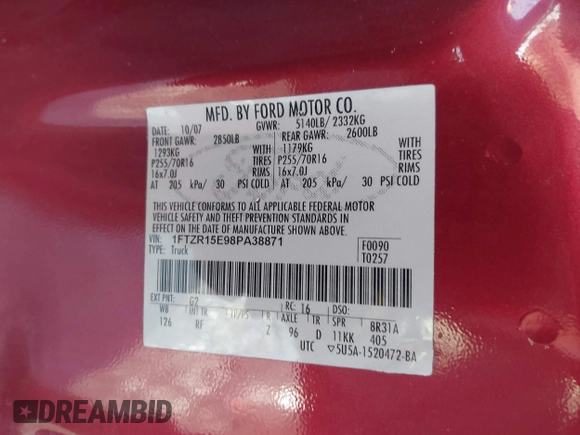 MFD. BY FORD MOTOR CO.
DATE: 10/07 GVWR: 5140LB/ 2332KG
FRONT GAWR: 2850LB REAR GAWR: 2600LB
1293KG WITH 1179KG WITH
P255/70R16 TIRES P255/70R16 TIRES
16x7.0J RIMS 16x7.0J RIMS
AT 205 kPa/ 30 PSI COLD AT 205 kPa/ 30 PSI COLD
THIS VEHICLE CONFORMS TO ALL APPLICABLE FEDERAL MOTOR
VEHICLE SAFETY AND THEFT PREVENTION STANDARDS IN
EFFECT ON THE DATE OF MANUFACTURE SHOWN ABOVE.
VIN: 1FTZR15E98PA38871 F0090
TYPE: Truck T0257
EXT PNT: G2 RC: 16 DSO:
WB INT TR R AXLE TR SPR BR31A
126 RF Z 96 D 11KK 405
UTC ▽5U5A-1520472-BA
DREAMBID